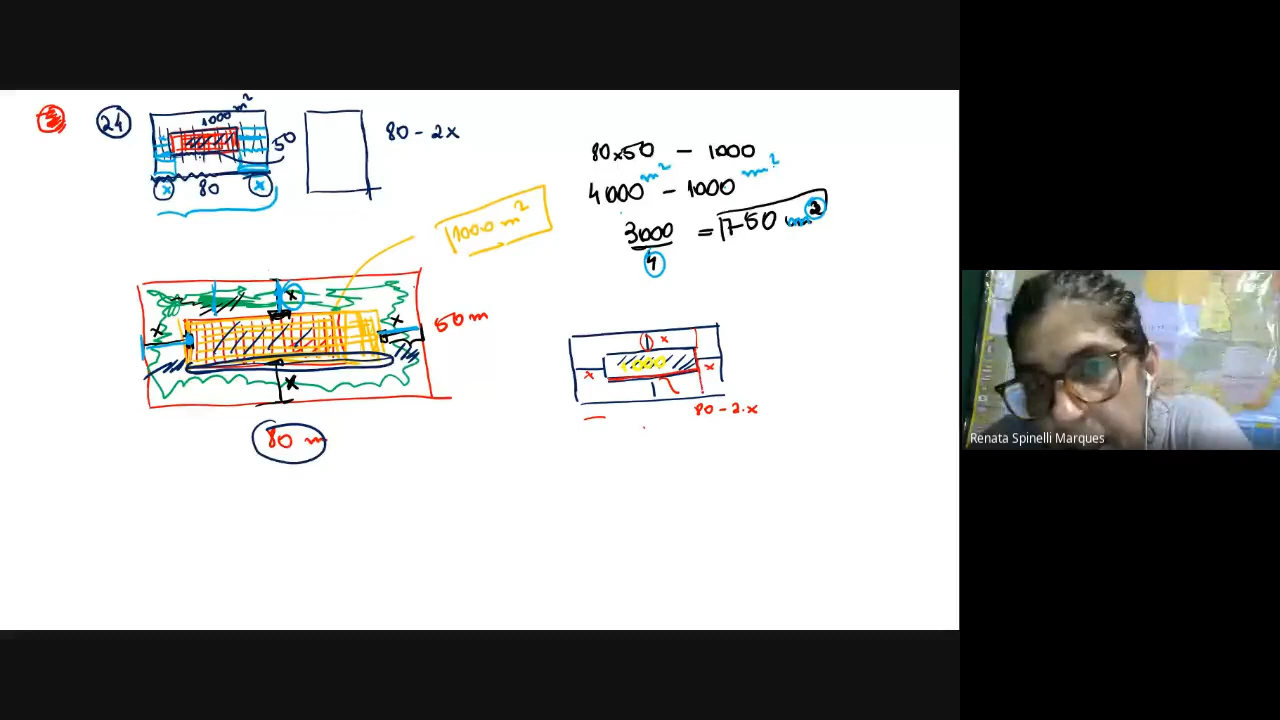 24
1000 m²
50
80
x
x
80 - 2x
80x50 - 1000
m² m²
4000 - 1000
3000 = 750 m²
4
1000 m²
x
x
x
x
50 m
80 m
x
1000
x
x
80 - 2.x
Renata Spinelli Marques